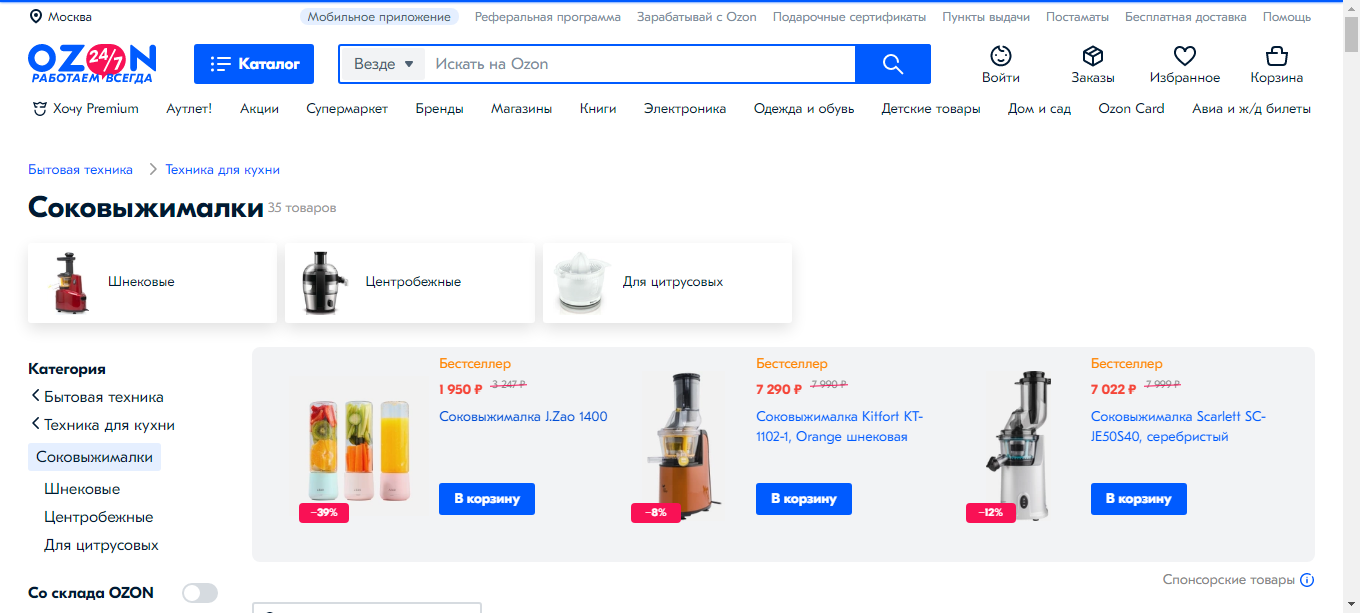 Москва
Мобильное приложение
Реферальная программа
Зарабатывай с Ozon
Подарочные сертификаты
Пункты выдачи
Постаматы
Бесплатная доставка
Помощь
OZON 24/7
РАБОТАЕМ ВСЕГДА
Каталог
Везде
Искать на Ozon
Войти
Заказы
Избранное
Корзина
Хочу Premium
Аутлет!
Акции
Супермаркет
Бренды
Магазины
Книги
Электроника
Одежда и обувь
Детские товары
Дом и сад
Ozon Card
Авиа и ж/д билеты
Бытовая техника
Техника для кухни
Соковыжималки 35 товаров
Шнековые
Центробежные
Для цитрусовых
Категория
Бытовая техника
Техника для кухни
Соковыжималки
Шнековые
Центробежные
Для цитрусовых
Со склада OZON
Бестселлер
1 950 ₽ 3 247 ₽
Соковыжималка J.Zao 1400
В корзину
−39%
Бестселлер
7 290 ₽ 7 990 ₽
Соковыжималка Kitfort KT-
1102-1, Orange шнековая
В корзину
−8%
Бестселлер
7 022 ₽ 7 999 ₽
Соковыжималка Scarlett SC-
JE50S40, серебристый
В корзину
−12%
Спонсорские товары